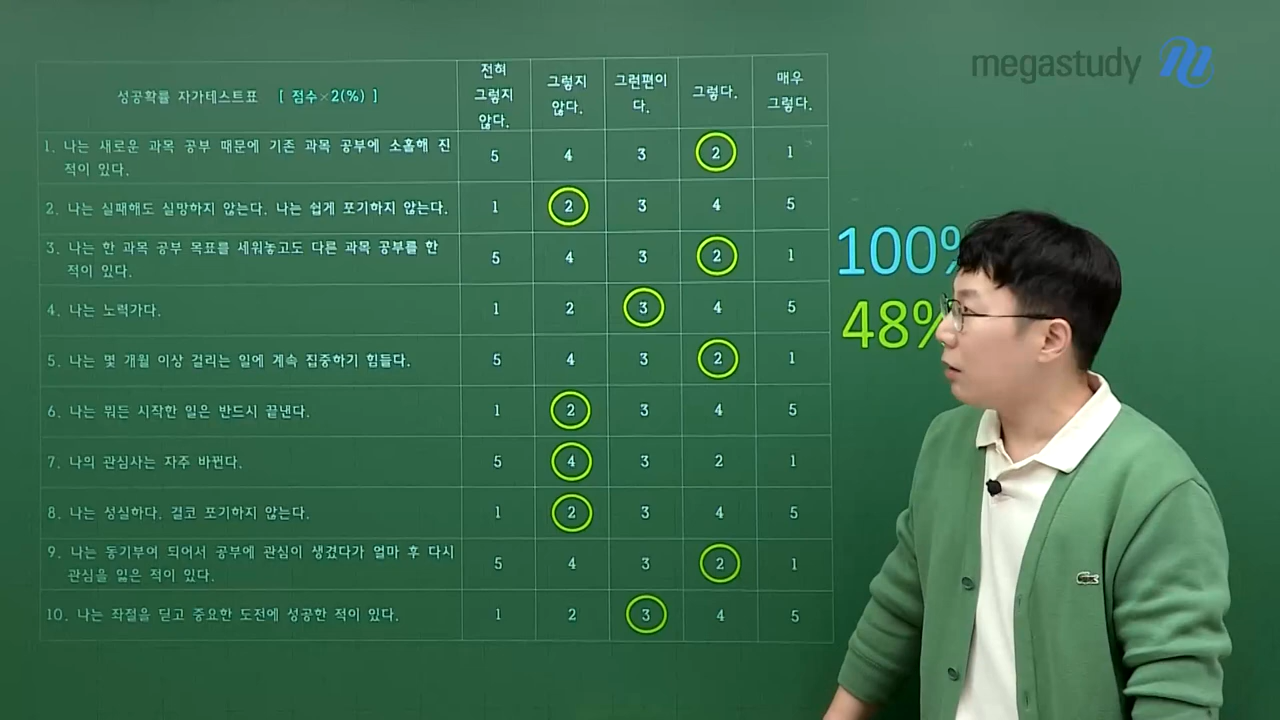 megastudy
성공확률 자가테스트표 [ 점수×2(%) ]
전혀
그렇지
않다.
그렇지
않다.
그런편이
다.
그렇다.
매우
그렇다.
1. 나는 새로운 과목 공부 때문에 기존 과목 공부에 소홀해 진
적이 있다.
5 4 3 2 1
2. 나는 실패해도 실망하지 않는다. 나는 쉽게 포기하지 않는다.
1 2 3 4 5
3. 나는 한 과목 공부 목표를 세워놓고도 다른 과목 공부를 한
적이 있다.
5 4 3 2 1
4. 나는 노력가다.
1 2 3 4 5
5. 나는 몇 개월 이상 걸리는 일에 계속 집중하기 힘들다.
5 4 3 2 1
6. 나는 뭐든 시작한 일은 반드시 끝낸다.
1 2 3 4 5
7. 나의 관심사는 자주 바뀐다.
5 4 3 2 1
8. 나는 성실하다. 결코 포기하지 않는다.
1 2 3 4 5
9. 나는 동기부여 되어서 공부에 관심이 생겼다가 얼마 후 다시
관심을 잃은 적이 있다.
5 4 3 2 1
10. 나는 좌절을 딛고 중요한 도전에 성공한 적이 있다.
1 2 3 4 5
100%
48%